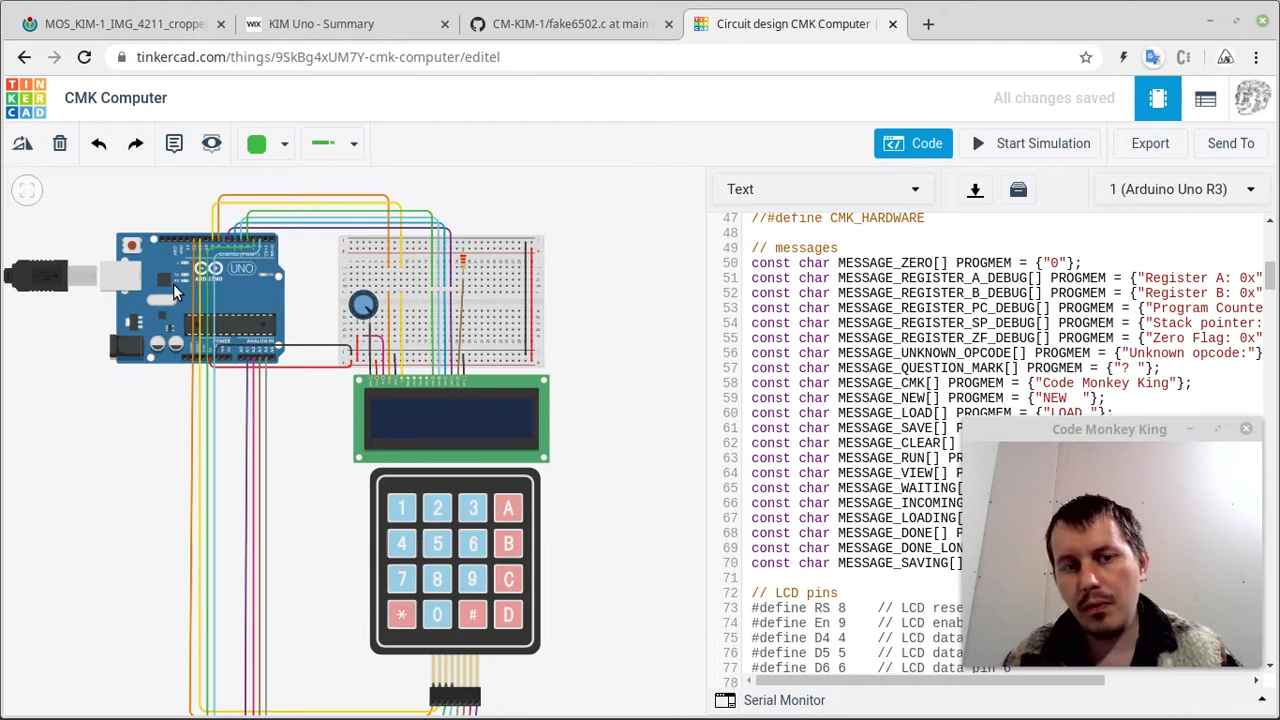 MOS_KIM-1_IMG_4211_croppe
WIX KIM Uno - Summary
CM-KIM-1/fake6502.c at main
Circuit design CMK Computer |
tinkercad.com/things/9SkBg4xUM7Y-cmk-computer/editel
TIN
KER
CAD
CMK Computer
All changes saved
Code
Start Simulation
Export
Send To
Text
1 (Arduino Uno R3)
47 //#define CMK_HARDWARE
48
49 // messages
50 const char MESSAGE_ZERO[] PROGMEM = {"0"};
51 const char MESSAGE_REGISTER_A_DEBUG[] PROGMEM = {"Register A: 0x"
52 const char MESSAGE_REGISTER_B_DEBUG[] PROGMEM = {"Register B: 0x"
53 const char MESSAGE_REGISTER_PC_DEBUG[] PROGMEM = {"Program Counte
54 const char MESSAGE_REGISTER_SP_DEBUG[] PROGMEM = {"Stack pointer:
55 const char MESSAGE_REGISTER_ZF_DEBUG[] PROGMEM = {"Zero Flag: 0x"
56 const char MESSAGE_UNKNOWN_OPCODE[] PROGMEM = {"Unknown opcode:"}
57 const char MESSAGE_QUESTION_MARK[] PROGMEM = {"? "};
58 const char MESSAGE_CMK[] PROGMEM = {"Code Monkey King"};
59 const char MESSAGE_NEW[] PROGMEM = {"NEW  "};
60 const char MESSAGE_LOAD[] PROGMEM = {"LOAD "};
61 const char MESSAGE_SAVE[] P
62 const char MESSAGE_CLEAR[]
63 const char MESSAGE_RUN[] PR
64 const char MESSAGE_VIEW[] P
65 const char MESSAGE_WAITING[
66 const char MESSAGE_INCOMING
67 const char MESSAGE_LOADING[
68 const char MESSAGE_DONE[] P
69 const char MESSAGE_DONE_LON
70 const char MESSAGE_SAVING[]
71
72 // LCD pins
73 #define RS 8 // LCD rese
74 #define En 9 // LCD enab
75 #define D4 4 // LCD data
76 #define D5 5 // LCD data
77 #define D6 6 // LCD data pin 6
78
Code Monkey King
UNO
ARDUINO
POWER
ANALOG IN
1 2 3 A
4 5 6 B
7 8 9 C
* 0 # D
Serial Monitor